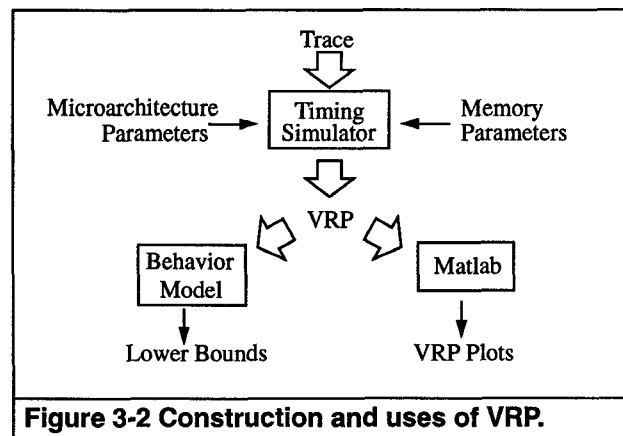 Trace
Microarchitecture
Parameters
Timing
Simulator
Memory
Parameters
VRP
Behavior
Model
Matlab
Lower Bounds
VRP Plots
Figure 3-2 Construction and uses of VRP.